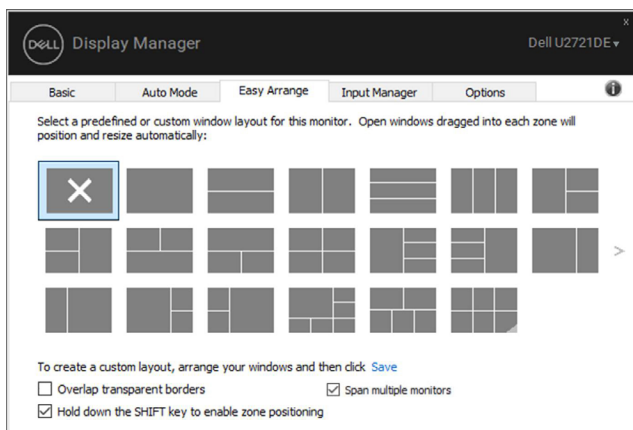 x
DELL Display Manager Dell U2721DE
Basic Auto Mode Easy Arrange Input Manager Options i
Select a predefined or custom window layout for this monitor. Open windows dragged into each zone will
position and resize automatically:
>
To create a custom layout, arrange your windows and then click Save
Overlap transparent borders Span multiple monitors
Hold down the SHIFT key to enable zone positioning